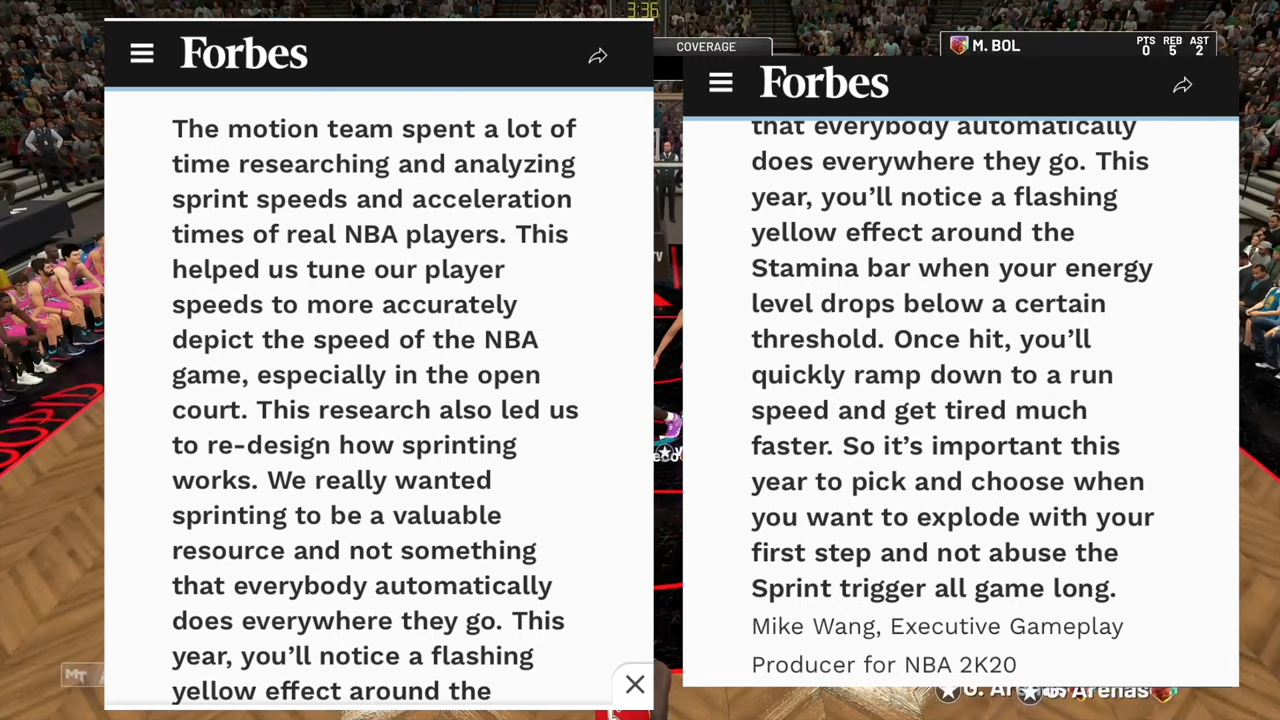 3:36
COVERAGE
M. BOL
PTS REB AST
0 5 2
Forbes
The motion team spent a lot of
time researching and analyzing
sprint speeds and acceleration
times of real NBA players. This
helped us tune our player
speeds to more accurately
depict the speed of the NBA
game, especially in the open
court. This research also led us
to re-design how sprinting
works. We really wanted
sprinting to be a valuable
resource and not something
that everybody automatically
does everywhere they go. This
year, you’ll notice a flashing
yellow effect around the
Forbes
that everybody automatically
does everywhere they go. This
year, you’ll notice a flashing
yellow effect around the
Stamina bar when your energy
level drops below a certain
threshold. Once hit, you’ll
quickly ramp down to a run
speed and get tired much
faster. So it’s important this
year to pick and choose when
you want to explode with your
first step and not abuse the
Sprint trigger all game long.
Mike Wang, Executive Gameplay
Producer for NBA 2K20
MT
G. Arenas